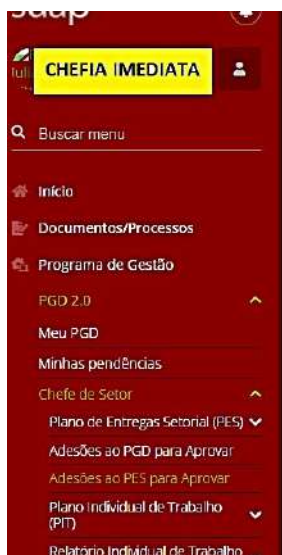 suap
CHEFIA IMEDIATA
Buscar menu
Início
Documentos/Processos
Programa de Gestão
PGD 2.0
Meu PGD
Minhas pendências
Chefe de Setor
Plano de Entregas Setorial (PES)
Adesões ao PGD para Aprovar
Adesões ao PES para Aprovar
Plano Individual de Trabalho
(PIT)
Relatório Individual de Trabalho